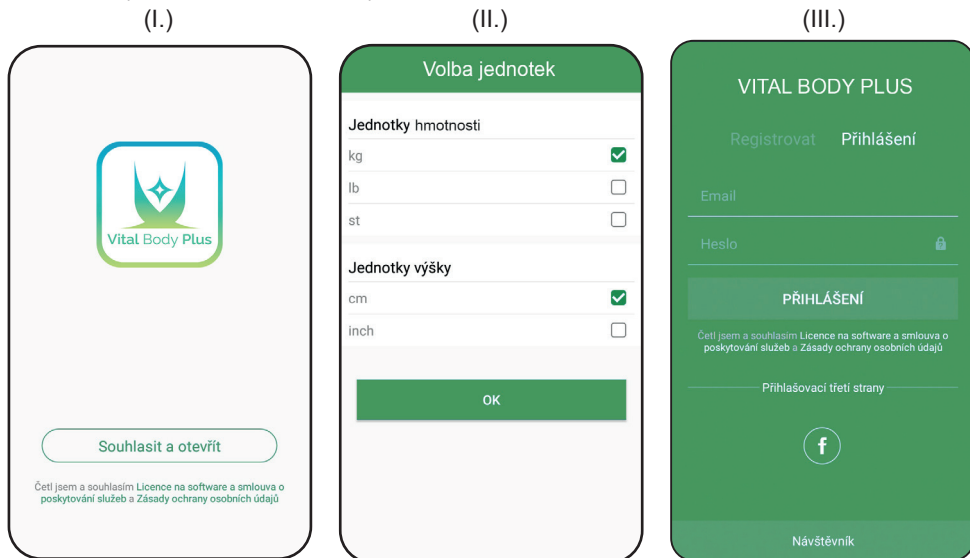 (I.)
Vital Body Plus
Souhlasit a otevřít
Četl jsem a souhlasím Licence na software a smlouva o
poskytování služeb a Zásady ochrany osobních údajů
(II.)
Volba jednotek
Jednotky hmotnosti
kg
lb
st
Jednotky výšky
cm
inch
OK
(III.)
VITAL BODY PLUS
Registrovat Přihlášení
Email
Heslo
PŘIHLÁŠENÍ
Četl jsem a souhlasím Licence na software a smlouva o
poskytování služeb a Zásady ochrany osobních údajů
Přihlašovací třetí strany
f
Návštěvník